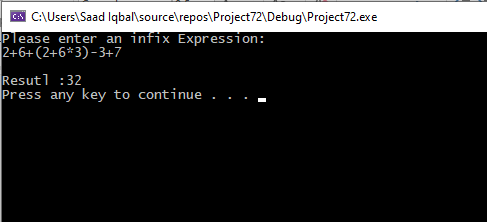 C:\Users\Saad Iqbal\source\repos\Project72\Debug\Project72.exe
Please enter an infix Expression:
2+6+(2+6*3)-3+7
Resutl :32
Press any key to continue . . .